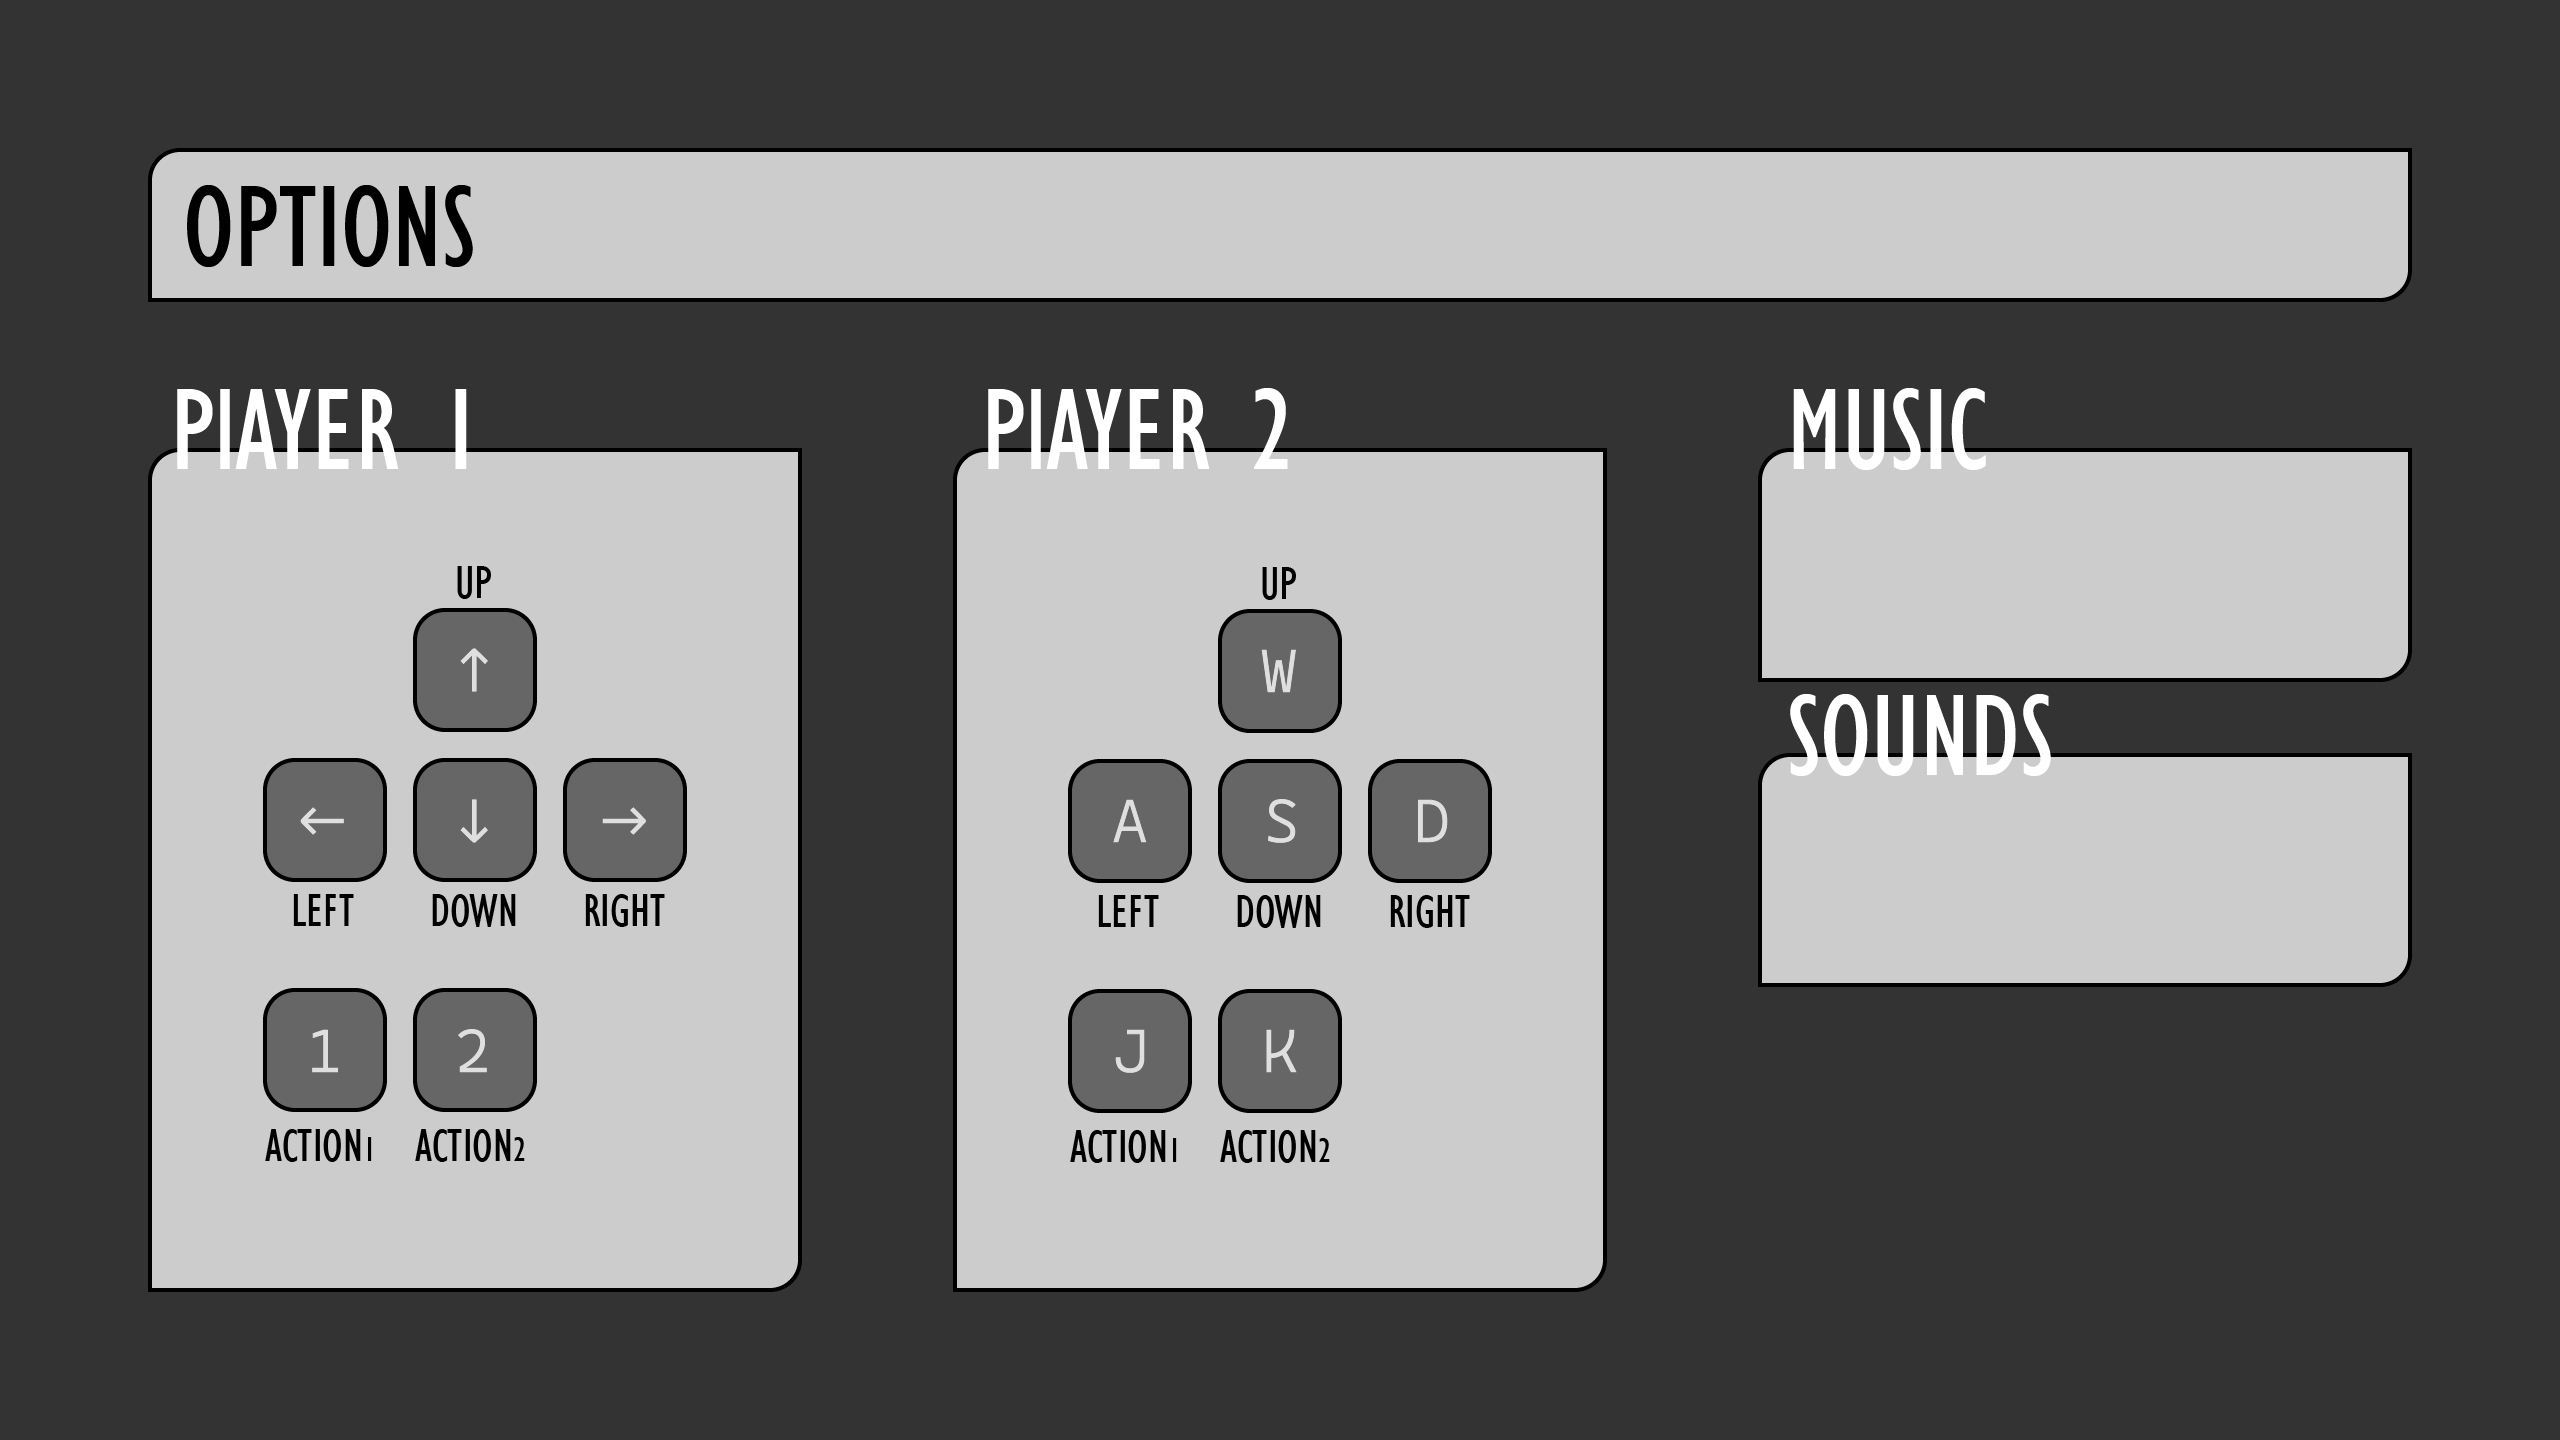 OPTIONS
PIAYER 1
UP
↑
← ↓ →
LEFT DOWN RIGHT
1 2
ACTION1 ACTION2
PIAYER 2
UP
W
A S D
LEFT DOWN RIGHT
J K
ACTION1 ACTION2
MUSIC
SOUNDS